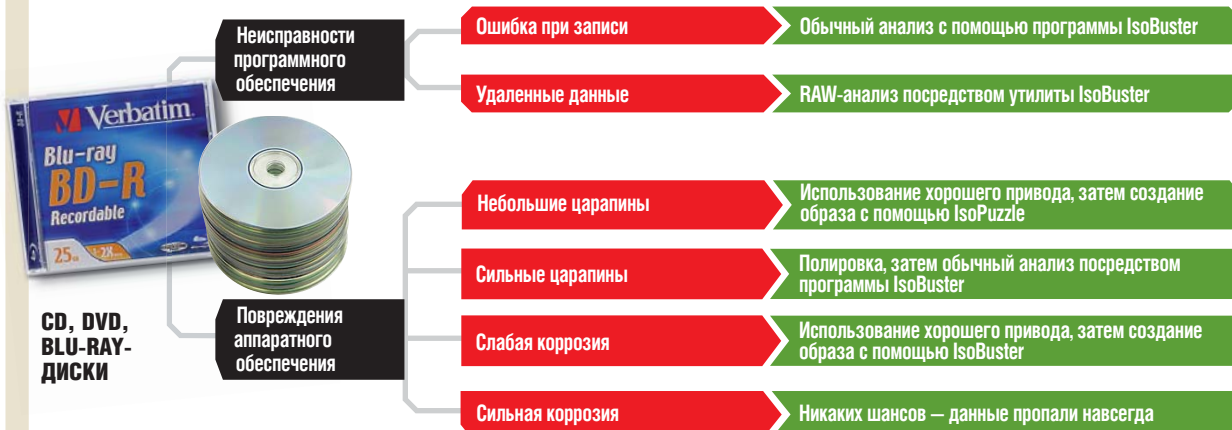 Неисправности
программного
обеспечения
Ошибка при записи
Обычный анализ с помощью программы IsoBuster
Удаленные данные
RAW-анализ посредством утилиты IsoBuster
Verbatim
Blu-ray
BD-R
Recordable
25
CD, DVD,
BLU-RAY-
ДИСКИ
Повреждения
аппаратного
обеспечения
Небольшие царапины
Использование хорошего привода, затем создание
образа с помощью IsoPuzzle
Сильные царапины
Полировка, затем обычный анализ посредством
программы IsoBuster
Слабая коррозия
Использование хорошего привода, затем создание
образа с помощью IsoBuster
Сильная коррозия
Никаких шансов — данные пропали навсегда